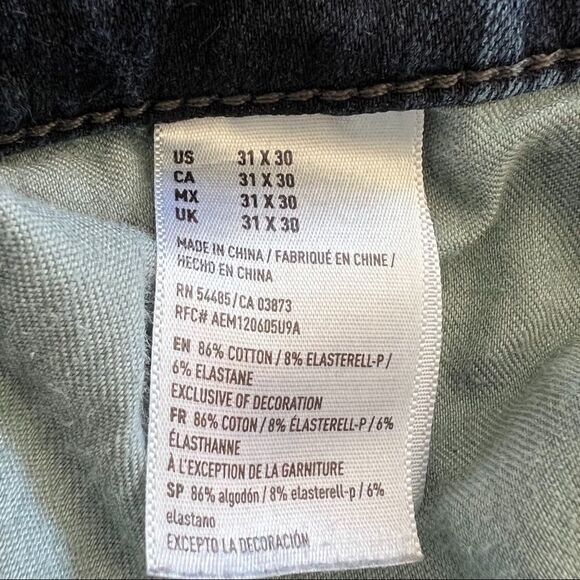 US 31 X 30
CA 31 X 30
MX 31 X 30
UK 31 X 30
MADE IN CHINA / FABRIQUÉ EN CHINE /
HECHO EN CHINA
RN 54485/CA 03873
RFC# AEM120605U9A
EN 86% COTTON / 8% ELASTERELL-P /
6% ELASTANE
EXCLUSIVE OF DECORATION
FR 86% COTON / 8% ÉLASTERELL-P / 6%
ÉLASTHANNE
À L'EXCEPTION DE LA GARNITURE
SP 86% algodón / 8% elasterell-p / 6%
elastano
EXCEPTO LA DECORACIÓN